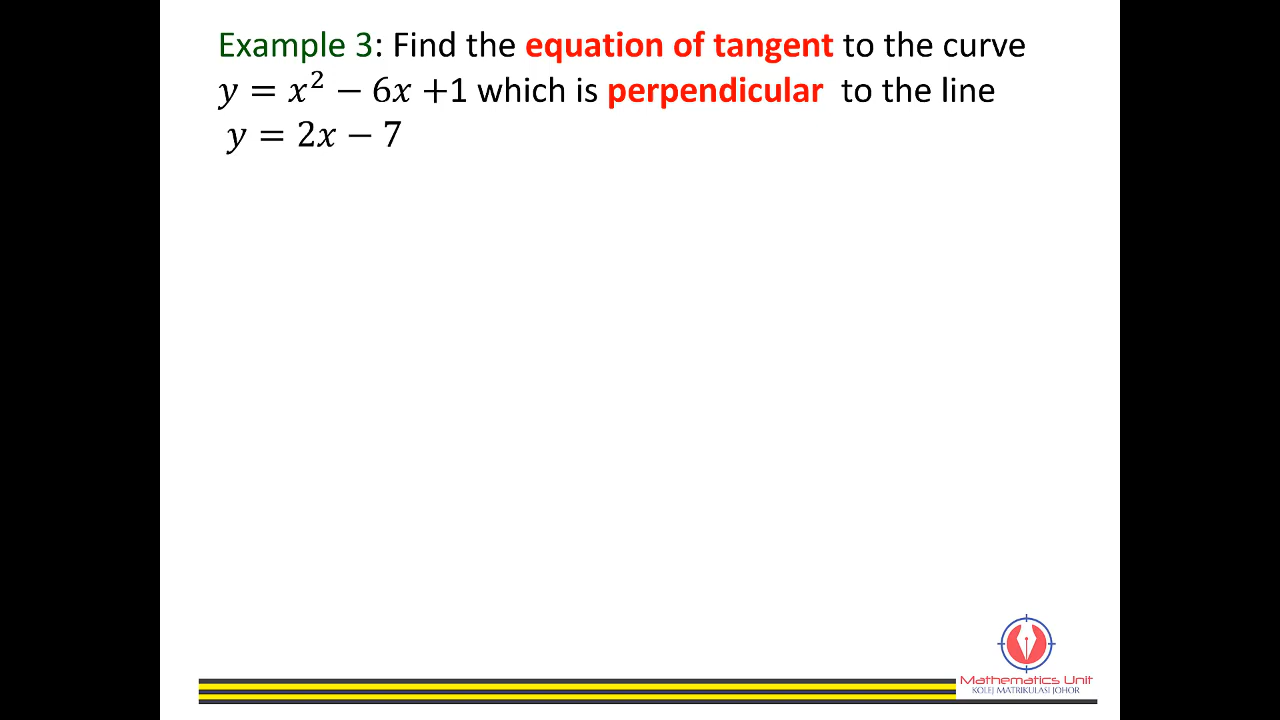 Example 3: Find the equation of tangent to the curve
y = x² − 6x +1 which is perpendicular to the line
y = 2x − 7
Mathematics Unit
KOLEJ MATRIKULASI JOHOR